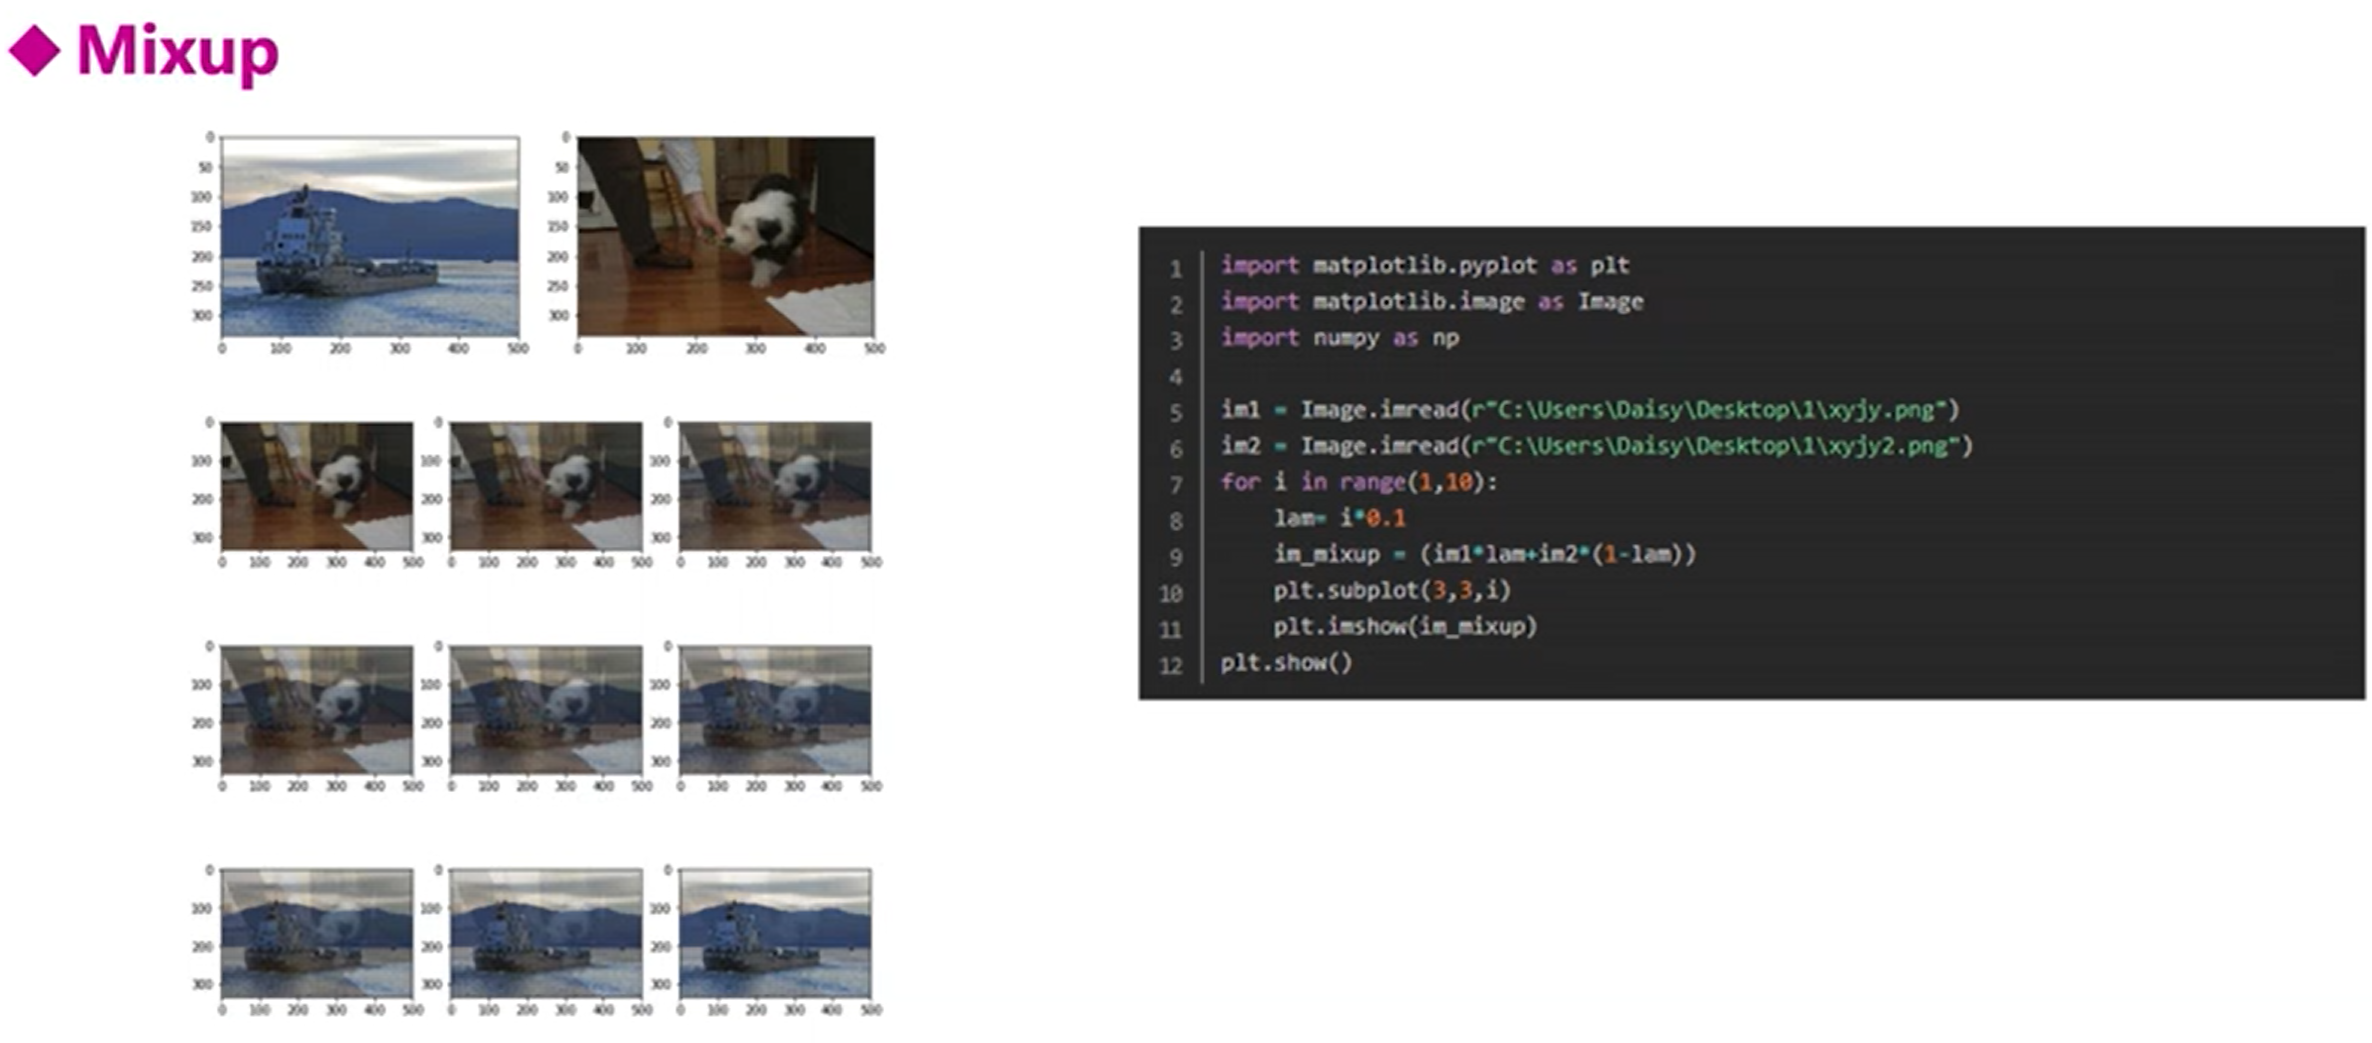 Mixup
0
50
100
150
200
250
300
0 100 200 300 400 500
0
50
100
150
200
250
300
0 100 200 300 400 500
0
100
200
300
0 100 200 300 400 500
0
100
200
300
0 100 200 300 400 500
0
100
200
300
0 100 200 300 400 500
0
100
200
300
0 100 200 300 400 500
0
100
200
300
0 100 200 300 400 500
0
100
200
300
0 100 200 300 400 500
0
100
200
300
0 100 200 300 400 500
0
100
200
300
0 100 200 300 400 500
0
100
200
300
0 100 200 300 400 500
1 import matplotlib.pyplot as plt
2 import matplotlib.image as Image
3 import numpy as np
4
5 im1 = Image.imread(r"C:\Users\Daisy\Desktop\1\xyjy.png")
6 im2 = Image.imread(r"C:\Users\Daisy\Desktop\1\xyjy2.png")
7 for i in range(1,10):
8     lam= i*0.1
9     im_mixup = (im1*lam+im2*(1-lam))
10     plt.subplot(3,3,i)
11     plt.imshow(im_mixup)
12 plt.show()